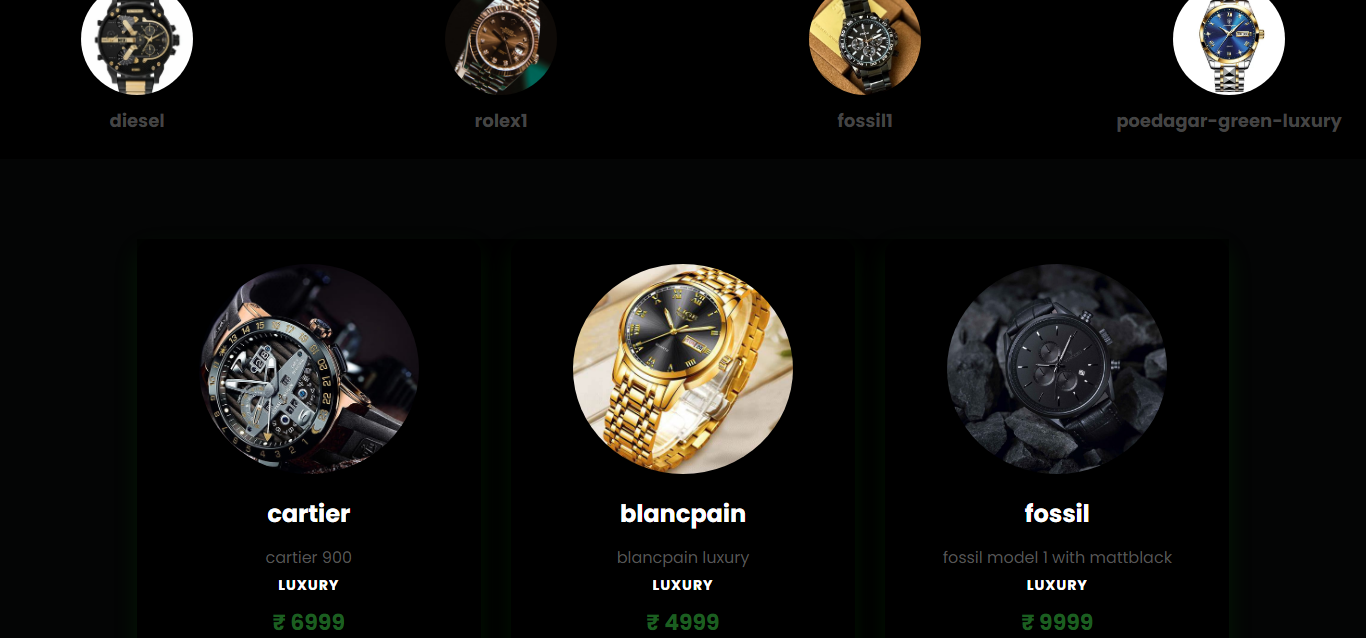 diesel
rolex1
fossil1
poedagar-green-luxury
cartier
blancpain
fossil
cartier 900
blancpain luxury
fossil model 1 with mattblack
LUXURY
LUXURY
LUXURY
₹ 6999
₹ 4999
₹ 9999